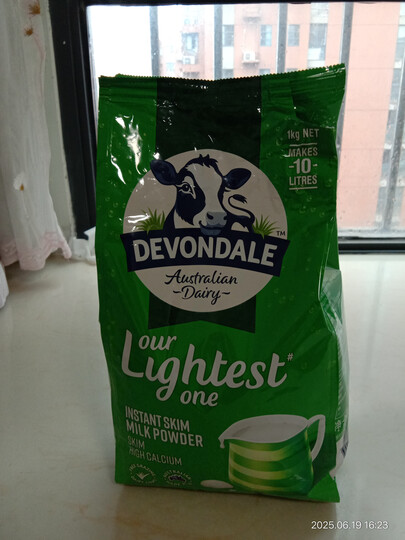 1kg NET
MAKES
-10-
LITRES
DEVONDALE™
Australian
-Dairy-
our
Lightest#
one
INSTANT SKIM
MILK POWDER
SKIM
HIGH CALCIUM
2025.06.19 16:23